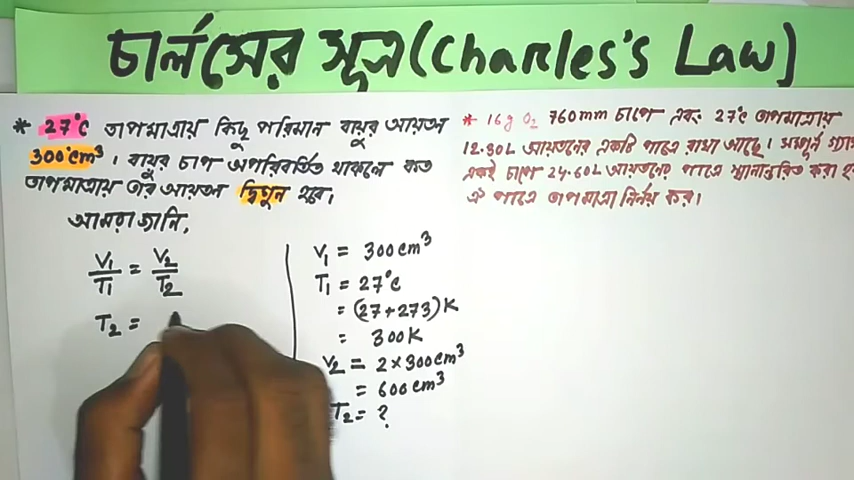 চার্লসের সূত্র (Charles's Law)
* 27°c তাপমাত্রায় কিছু পরিমান বায়ুর আয়তন
300cm³। বায়ুর চাপ অপরিবর্তিত থাকলে কত
তাপমাত্রায় তার আয়তন দ্বিগুন হবে।
আমরা জানি,
V₁/T₁ = V₂/T₂
T₂ =
V₁ = 300cm³
T₁ = 27°c
= (27+273)K
= 300K
V₂ = 2×300cm³
= 600cm³
T₂ = ?
* 16g O₂ 760mm চাপে এবং 27°c তাপমাত্রায়
12.30L আয়তনের একটি পাত্রে রাখা আছে। সম্পূর্ন
একই চাপে 24.60L আয়তনের পাত্রে স্থানান্তরিত করা
ঐ পাত্রে তাপমাত্রা নির্নয় কর।